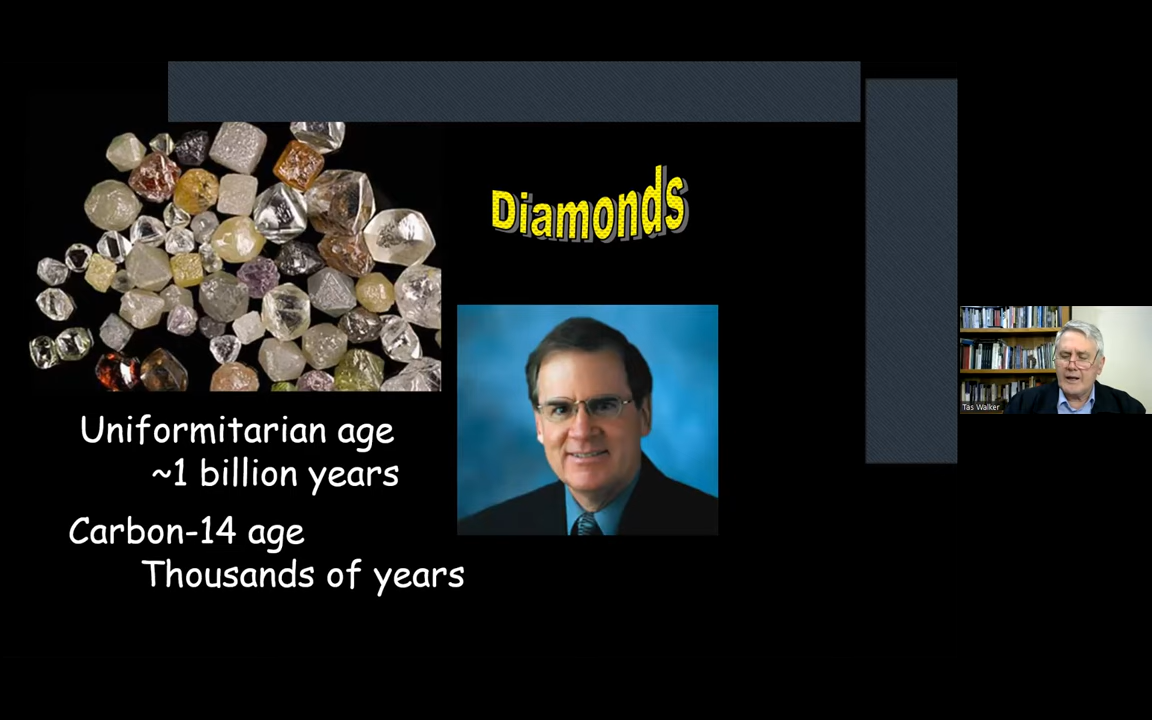 Diamonds
Uniformitarian age
~1 billion years
Carbon-14 age
Thousands of years
Tas Walker